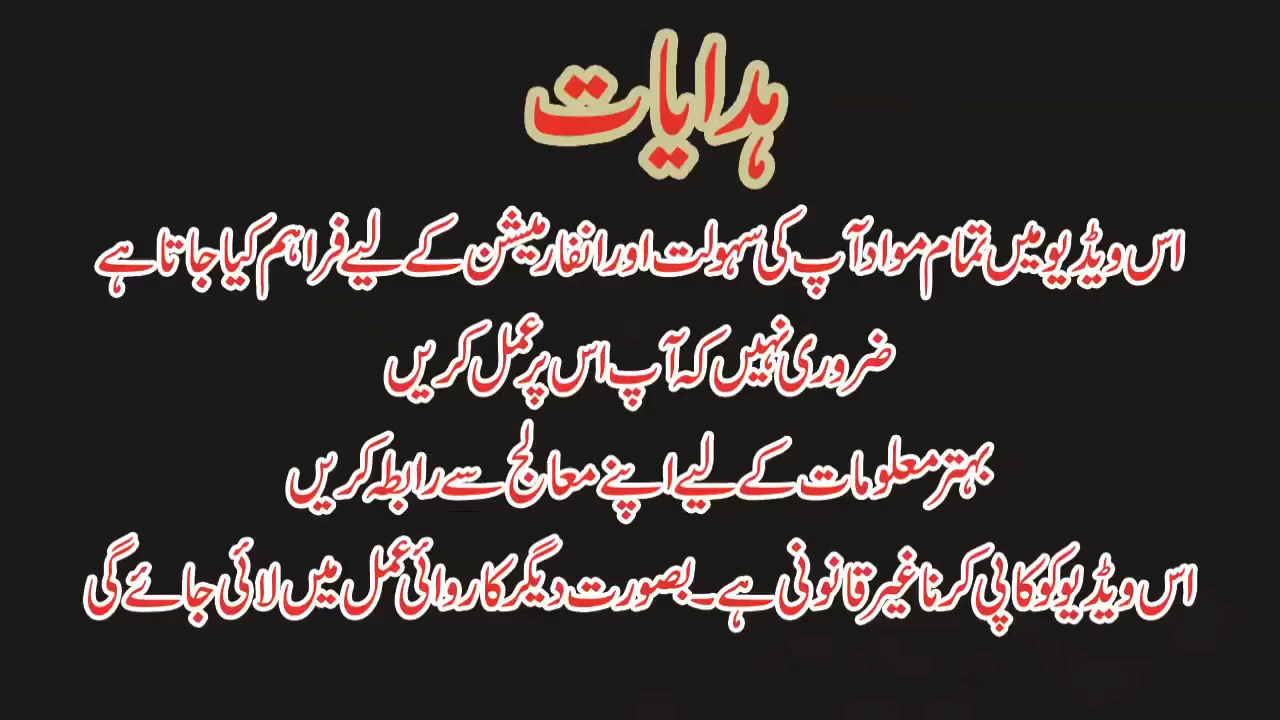 ہدایات
اس ویڈیو میں تمام مواد آپ کی سہولت اور انفارمیشن کے لیے فراہم کیا جاتا ہے
ضروری نہیں کہ آپ اس پر عمل کریں
بہتر معلومات کے لیے اپنے معالج سے رابطہ کریں
اس ویڈیو کو کاپی کرنا غیر قانونی ہے۔ بصورت دیگر کاروائی عمل میں لائی جائے گی